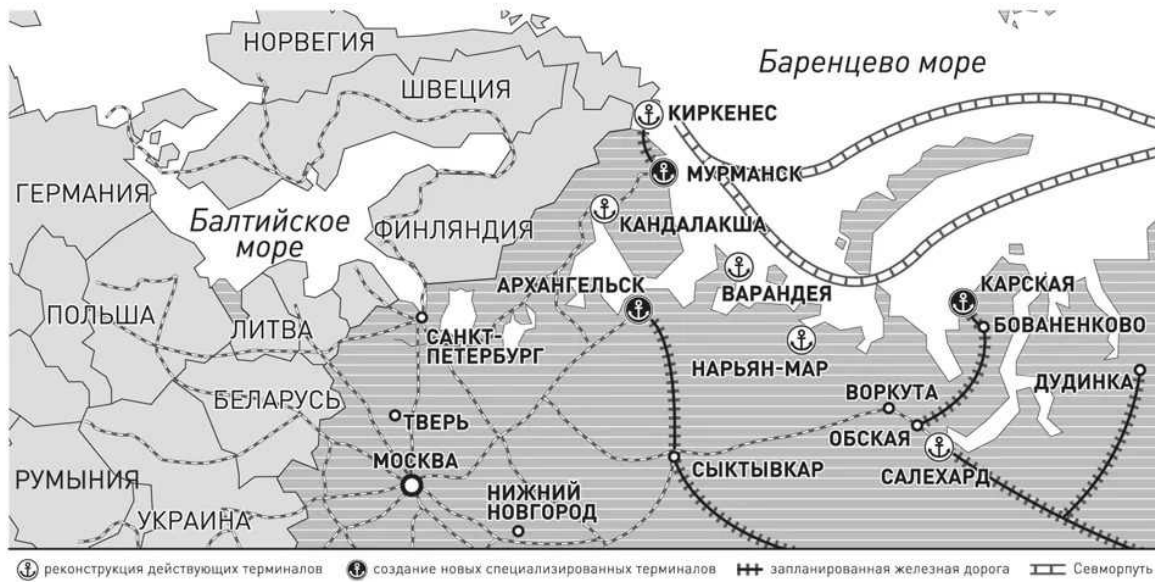 НОРВЕГИЯ
Баренцево море
ШВЕЦИЯ
КИРКЕНЕС
МУРМАНСК
ГЕРМАНИЯ
Балтийское
море
ФИНЛЯНДИЯ
КАНДАЛАКША
АРХАНГЕЛЬСК
ВАРАНДЕЯ
КАРСКАЯ
ПОЛЬША
ЛИТВА
САНКТ-
ПЕТЕРБУРГ
БОВАНЕНКОВО
НАРЬЯН-МАР
ДУДИНКА
БЕЛАРУСЬ
ВОРКУТА
ТВЕРЬ
ОБСКАЯ
МОСКВА
СЫКТЫВКАР
САЛЕХАРД
РУМЫНИЯ
НИЖНИЙ
НОВГОРОД
УКРАИНА
реконструкция действующих терминалов
создание новых специализированных терминалов
запланированная железная дорога
Севморпуть